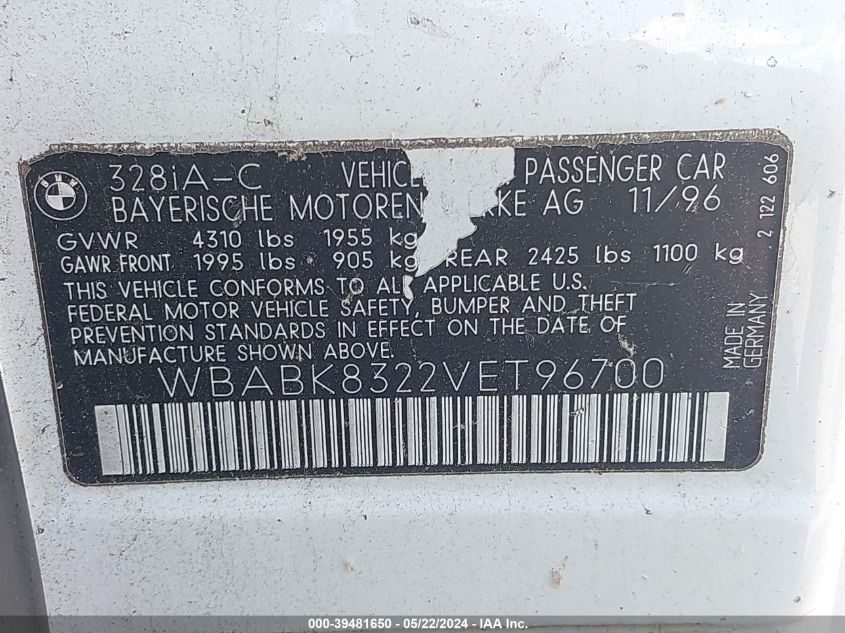 BMW
328iA-C VEHIC PASSENGER CAR
BAYERISCHE MOTOREN RKE AG 11/96
GVWR 4310 lbs 1955 kg
GAWR FRONT 1995 lbs 905 kg REAR 2425 lbs 1100 kg
THIS VEHICLE CONFORMS TO ALL APPLICABLE U.S.
FEDERAL MOTOR VEHICLE SAFETY, BUMPER AND THEFT
PREVENTION STANDARDS IN EFFECT ON THE DATE OF
MANUFACTURE SHOWN ABOVE.
WBABK8322VET96700
2 122 606
MADE IN
GERMANY
000-39481650 - 05/22/2024 - IAA Inc.